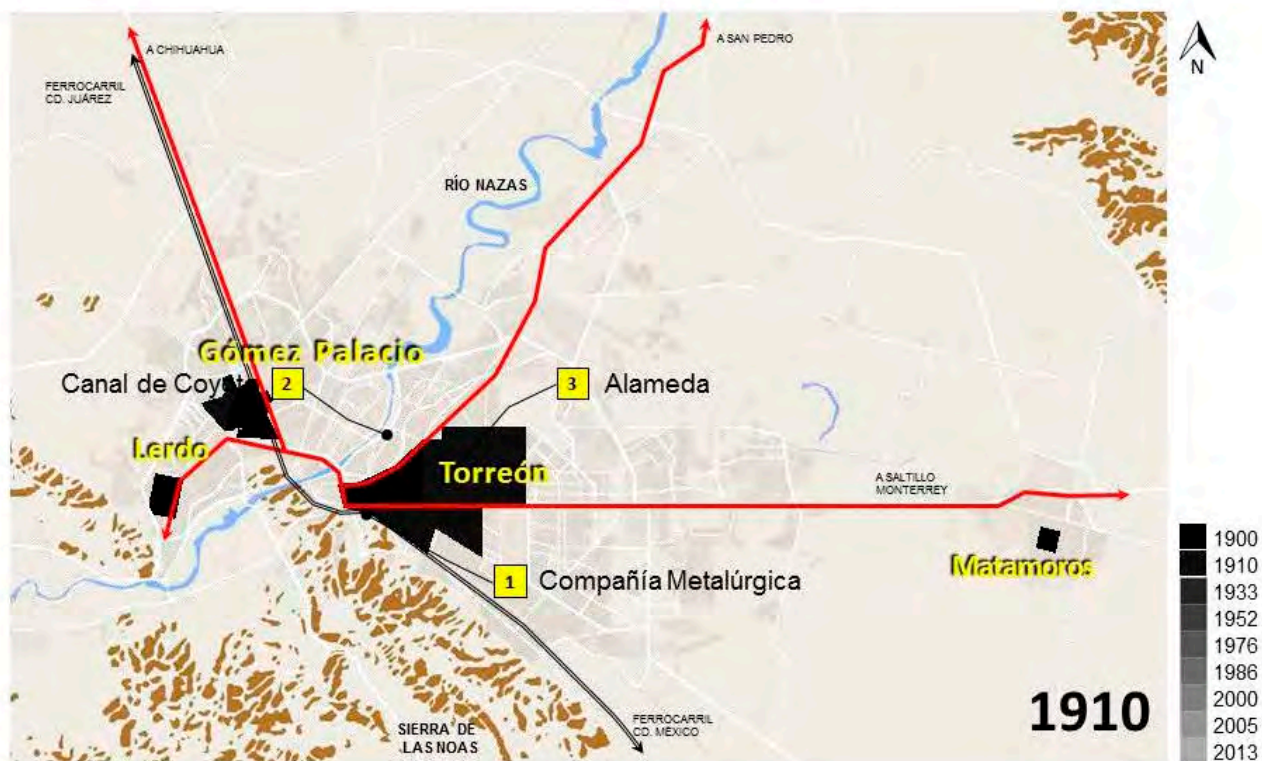 A CHIHUAHUA
A SAN PEDRO
N
FERROCARRIL
CD. JUÁREZ
RÍO NAZAS
Gómez Palacio
Canal de Coyote
2
3 Alameda
Lerdo
Torreón
A SALTILLO
MONTERREY
1 Compañía Metalúrgica
Matamoros
1900
1910
1933
1952
1976
1986
2000
2005
2013
1910
SIERRA DE
LAS NOAS
FERROCARRIL
CD. MÉXICO